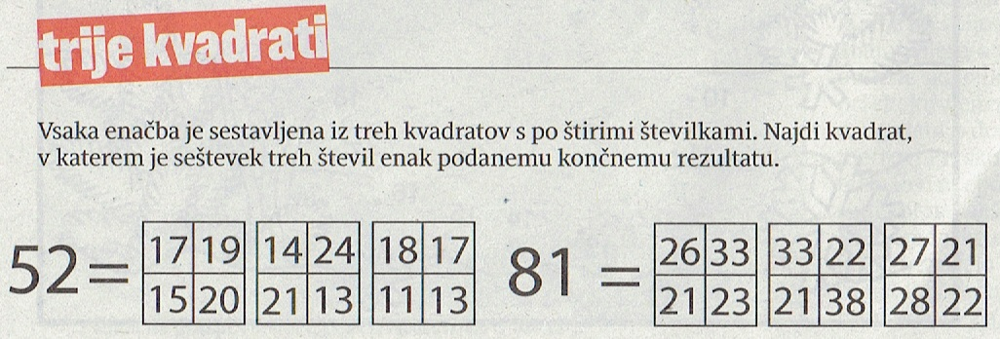 trije kvadrati
Vsaka enačba je sestavljena iz treh kvadratov s po štirimi številkami. Najdi kvadrat,
v katerem je seštevek treh števil enak podanemu končnemu rezultatu.
52 = 17 19 14 24 18 17 81 = 26 33 33 22 27 21
15 20 21 13 11 13 21 23 21 38 28 22